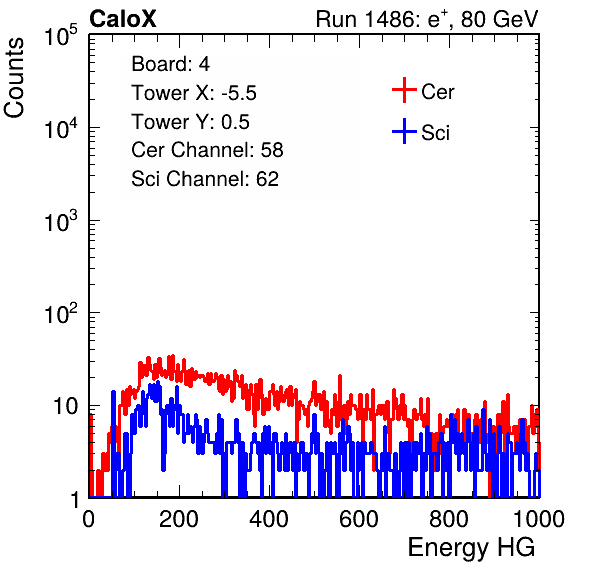 CaloX Run 1486: e⁺, 80 GeV
Counts
Board: 4
Tower X: -5.5
Tower Y: 0.5
Cer Channel: 58
Sci Channel: 62
Cer
Sci
10⁵
10⁴
10³
10²
10
1
0 200 400 600 800 1000
Energy HG